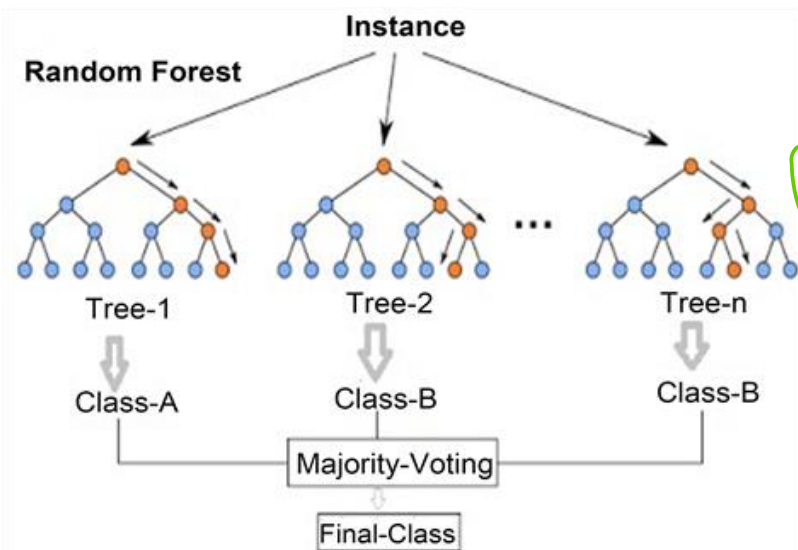 Instance
Random Forest
...
Tree-1
Tree-2
Tree-n
Class-A
Class-B
Class-B
Majority-Voting
Final-Class